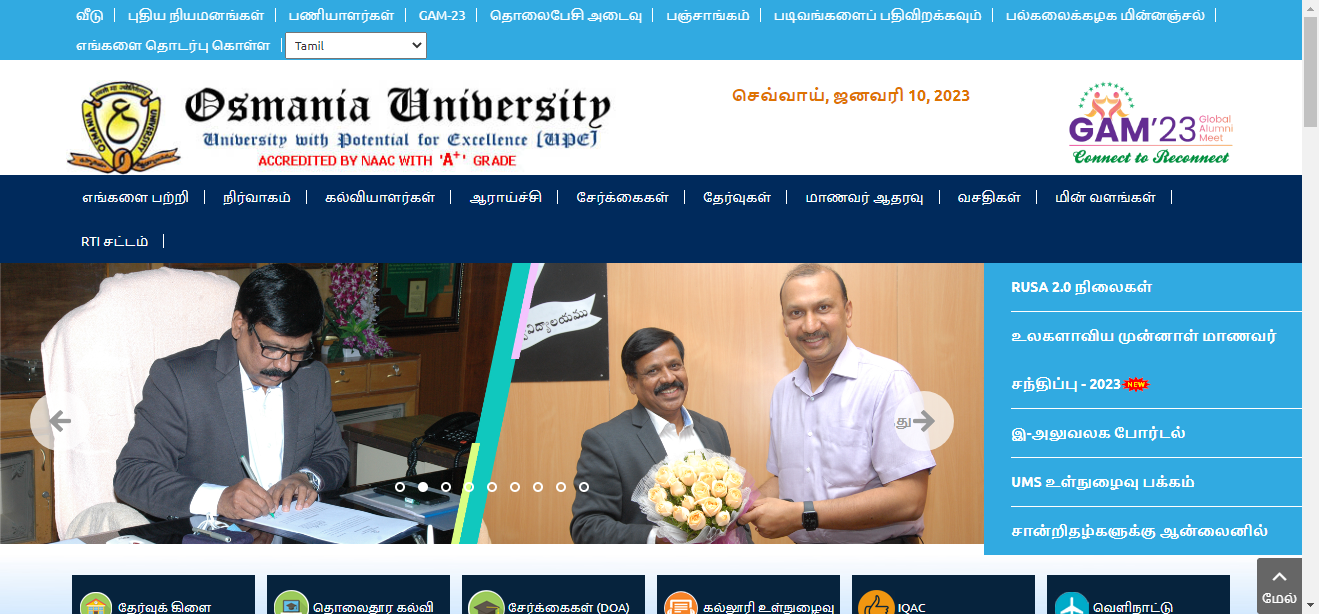 வீடு
புதிய நியமனங்கள்
பணியாளர்கள்
GAM-23
தொலைபேசி அடைவு
பஞ்சாங்கம்
படிவங்களைப் பதிவிறக்கவும்
பல்கலைக்கழக மின்னஞ்சல்
எங்களை தொடர்பு கொள்ள
Tamil
Osmania University
University with Potential for Excellence [UPE]
ACCREDITED BY NAAC WITH 'A+' GRADE
செவ்வாய், ஜனவரி 10, 2023
GAM'23 Global Alumni Meet
Connect to Reconnect
எங்களை பற்றி
நிர்வாகம்
கல்வியாளர்கள்
ஆராய்ச்சி
சேர்க்கைகள்
தேர்வுகள்
மாணவர் ஆதரவு
வசதிகள்
மின் வளங்கள்
RTI சட்டம்
து
RUSA 2.0 நிலைகள்
உலகளாவிய முன்னாள் மாணவர்
சந்திப்பு - 2023 NEW
இ-அலுவலக போர்டல்
UMS உள்நுழைவு பக்கம்
சான்றிதழ்களுக்கு ஆன்லைனில்
தேர்வுக் கிளை
தொலைதூர கல்வி
சேர்க்கைகள் (DOA)
கல்லூரி உள்நுழைவு
IQAC
வெளிநாட்டு
மேல்